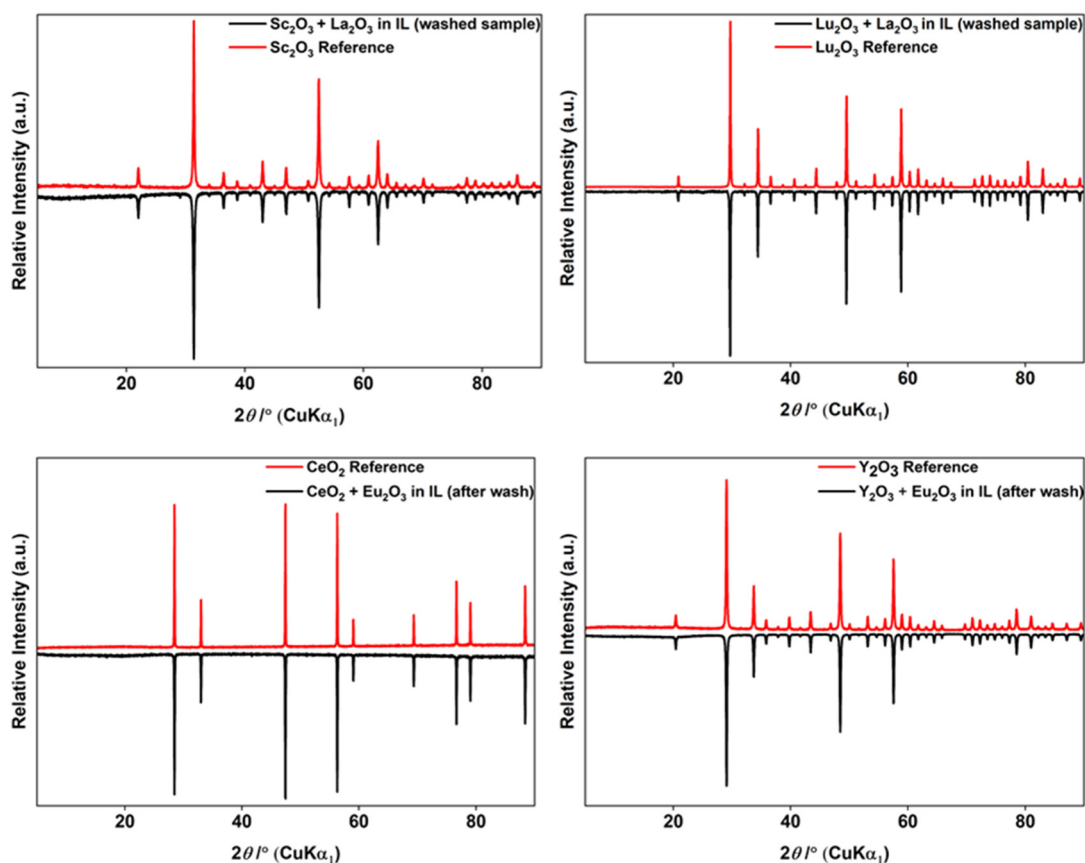 Sc₂O₃ + La₂O₃ in IL (washed sample)
Sc₂O₃ Reference
Relative Intensity (a.u.)
20 40 60 80
2θ /° (CuKα₁)
Lu₂O₃ + La₂O₃ in IL (washed sample)
Lu₂O₃ Reference
Relative Intensity (a.u.)
20 40 60 80
2θ /° (CuKα₁)
CeO₂ Reference
CeO₂ + Eu₂O₃ in IL (after wash)
Relative Intensity (a.u.)
20 40 60 80
2θ /° (CuKα₁)
Y₂O₃ Reference
Y₂O₃ + Eu₂O₃ in IL (after wash)
Relative Intensity (a.u.)
20 40 60 80
2θ /° (CuKα₁)